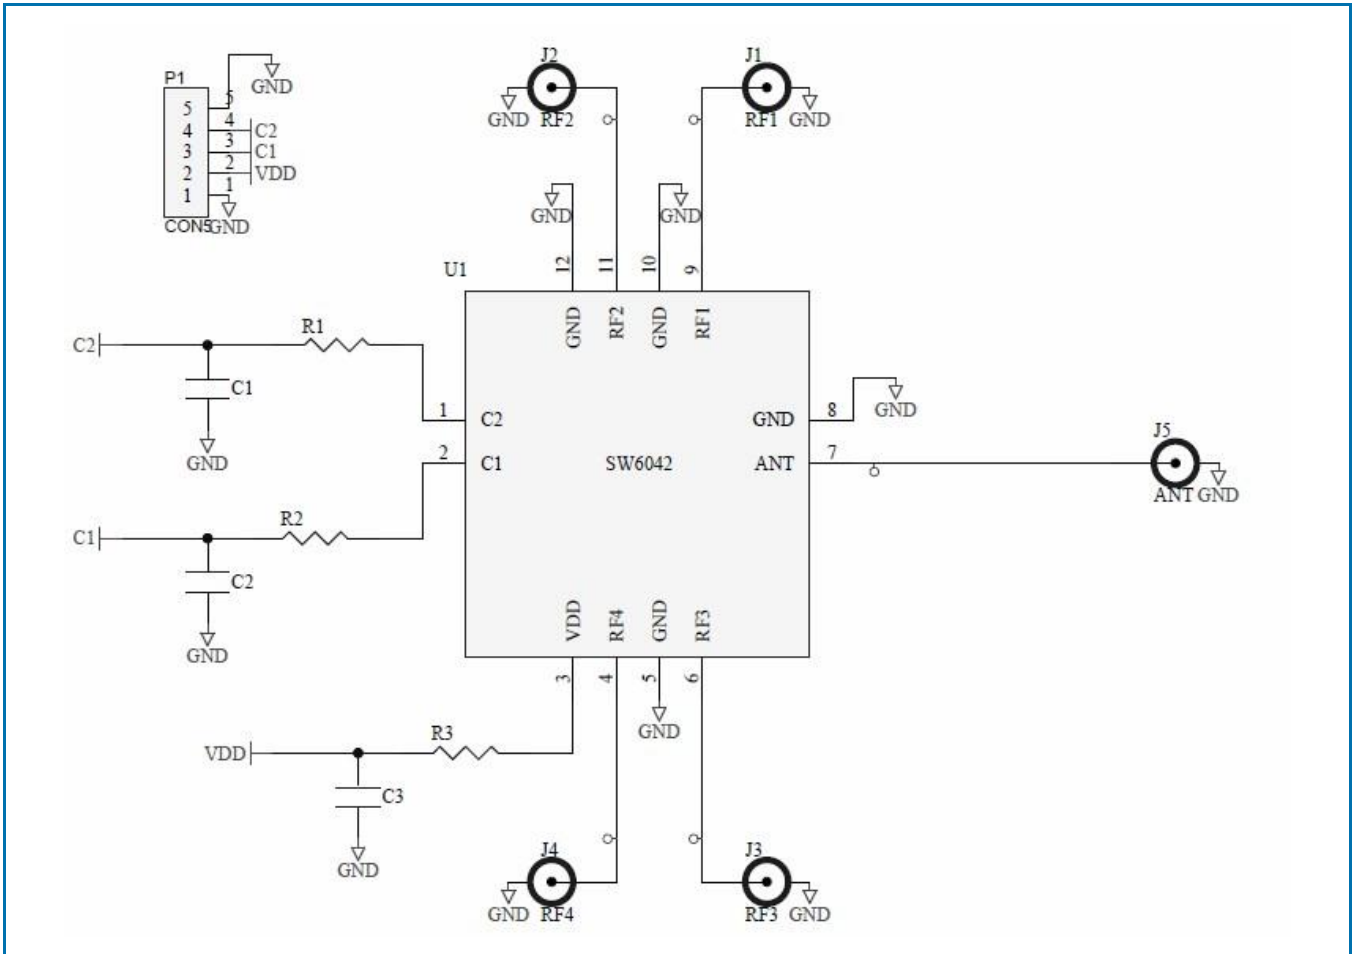 J2
J1
P1
5
GND
5
4
C2
4
3
C1
3
2
VDD
2
1
1
CON5
GND
GND
RF2
RF1
GND
GND
GND
12
11
10
9
U1
GND
RF2
GND
RF1
R1
C2
C1
GND
1
C2
GND
8
GND
2
C1
SW6042
ANT
7
J5
ANT
GND
R2
C1
C2
GND
VDD
RF4
GND
RF3
3
4
5
6
GND
R3
VDD
C3
GND
J4
J3
GND
RF4
RF3
GND